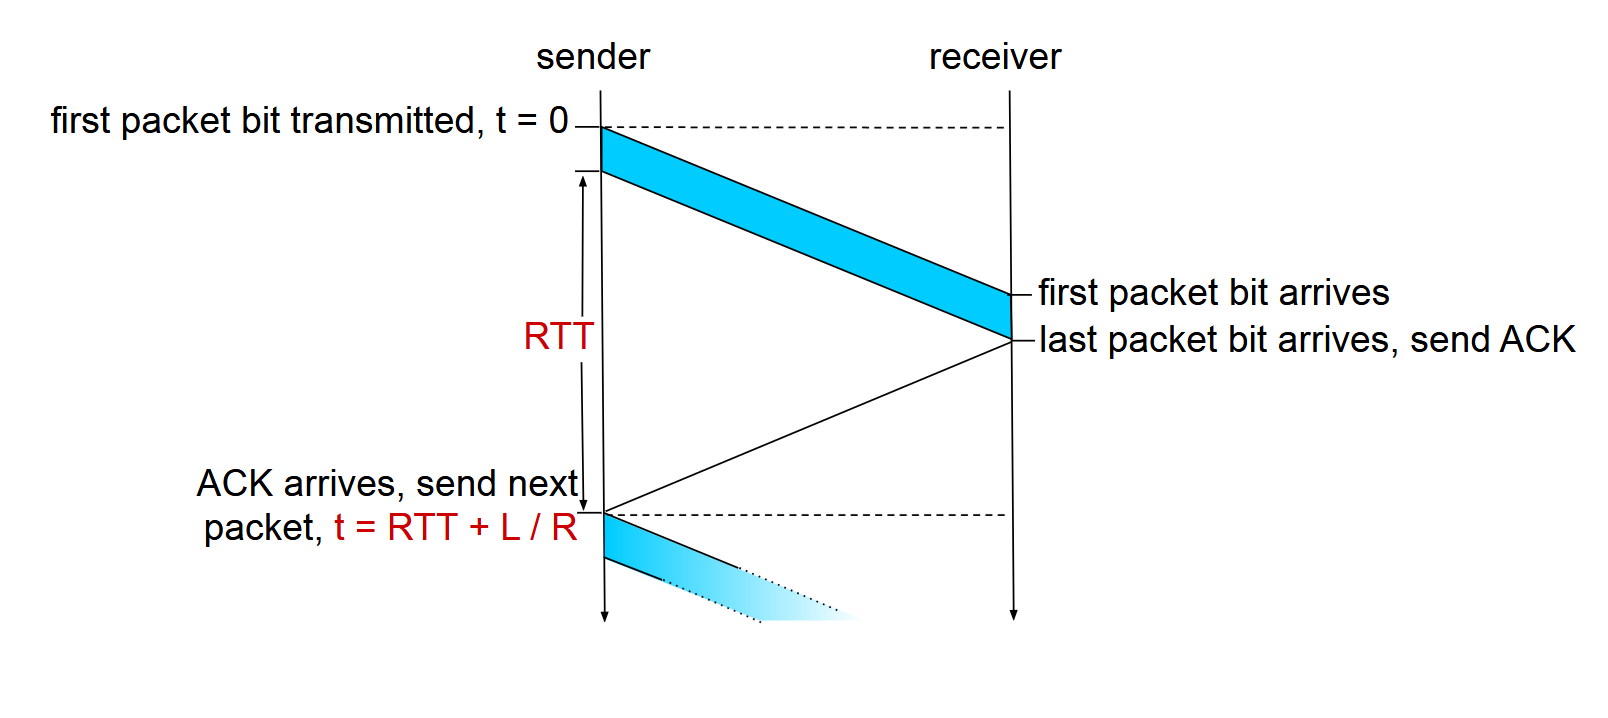 sender
receiver
first packet bit transmitted, t = 0
first packet bit arrives
RTT
last packet bit arrives, send ACK
ACK arrives, send next
packet, t = RTT + L / R